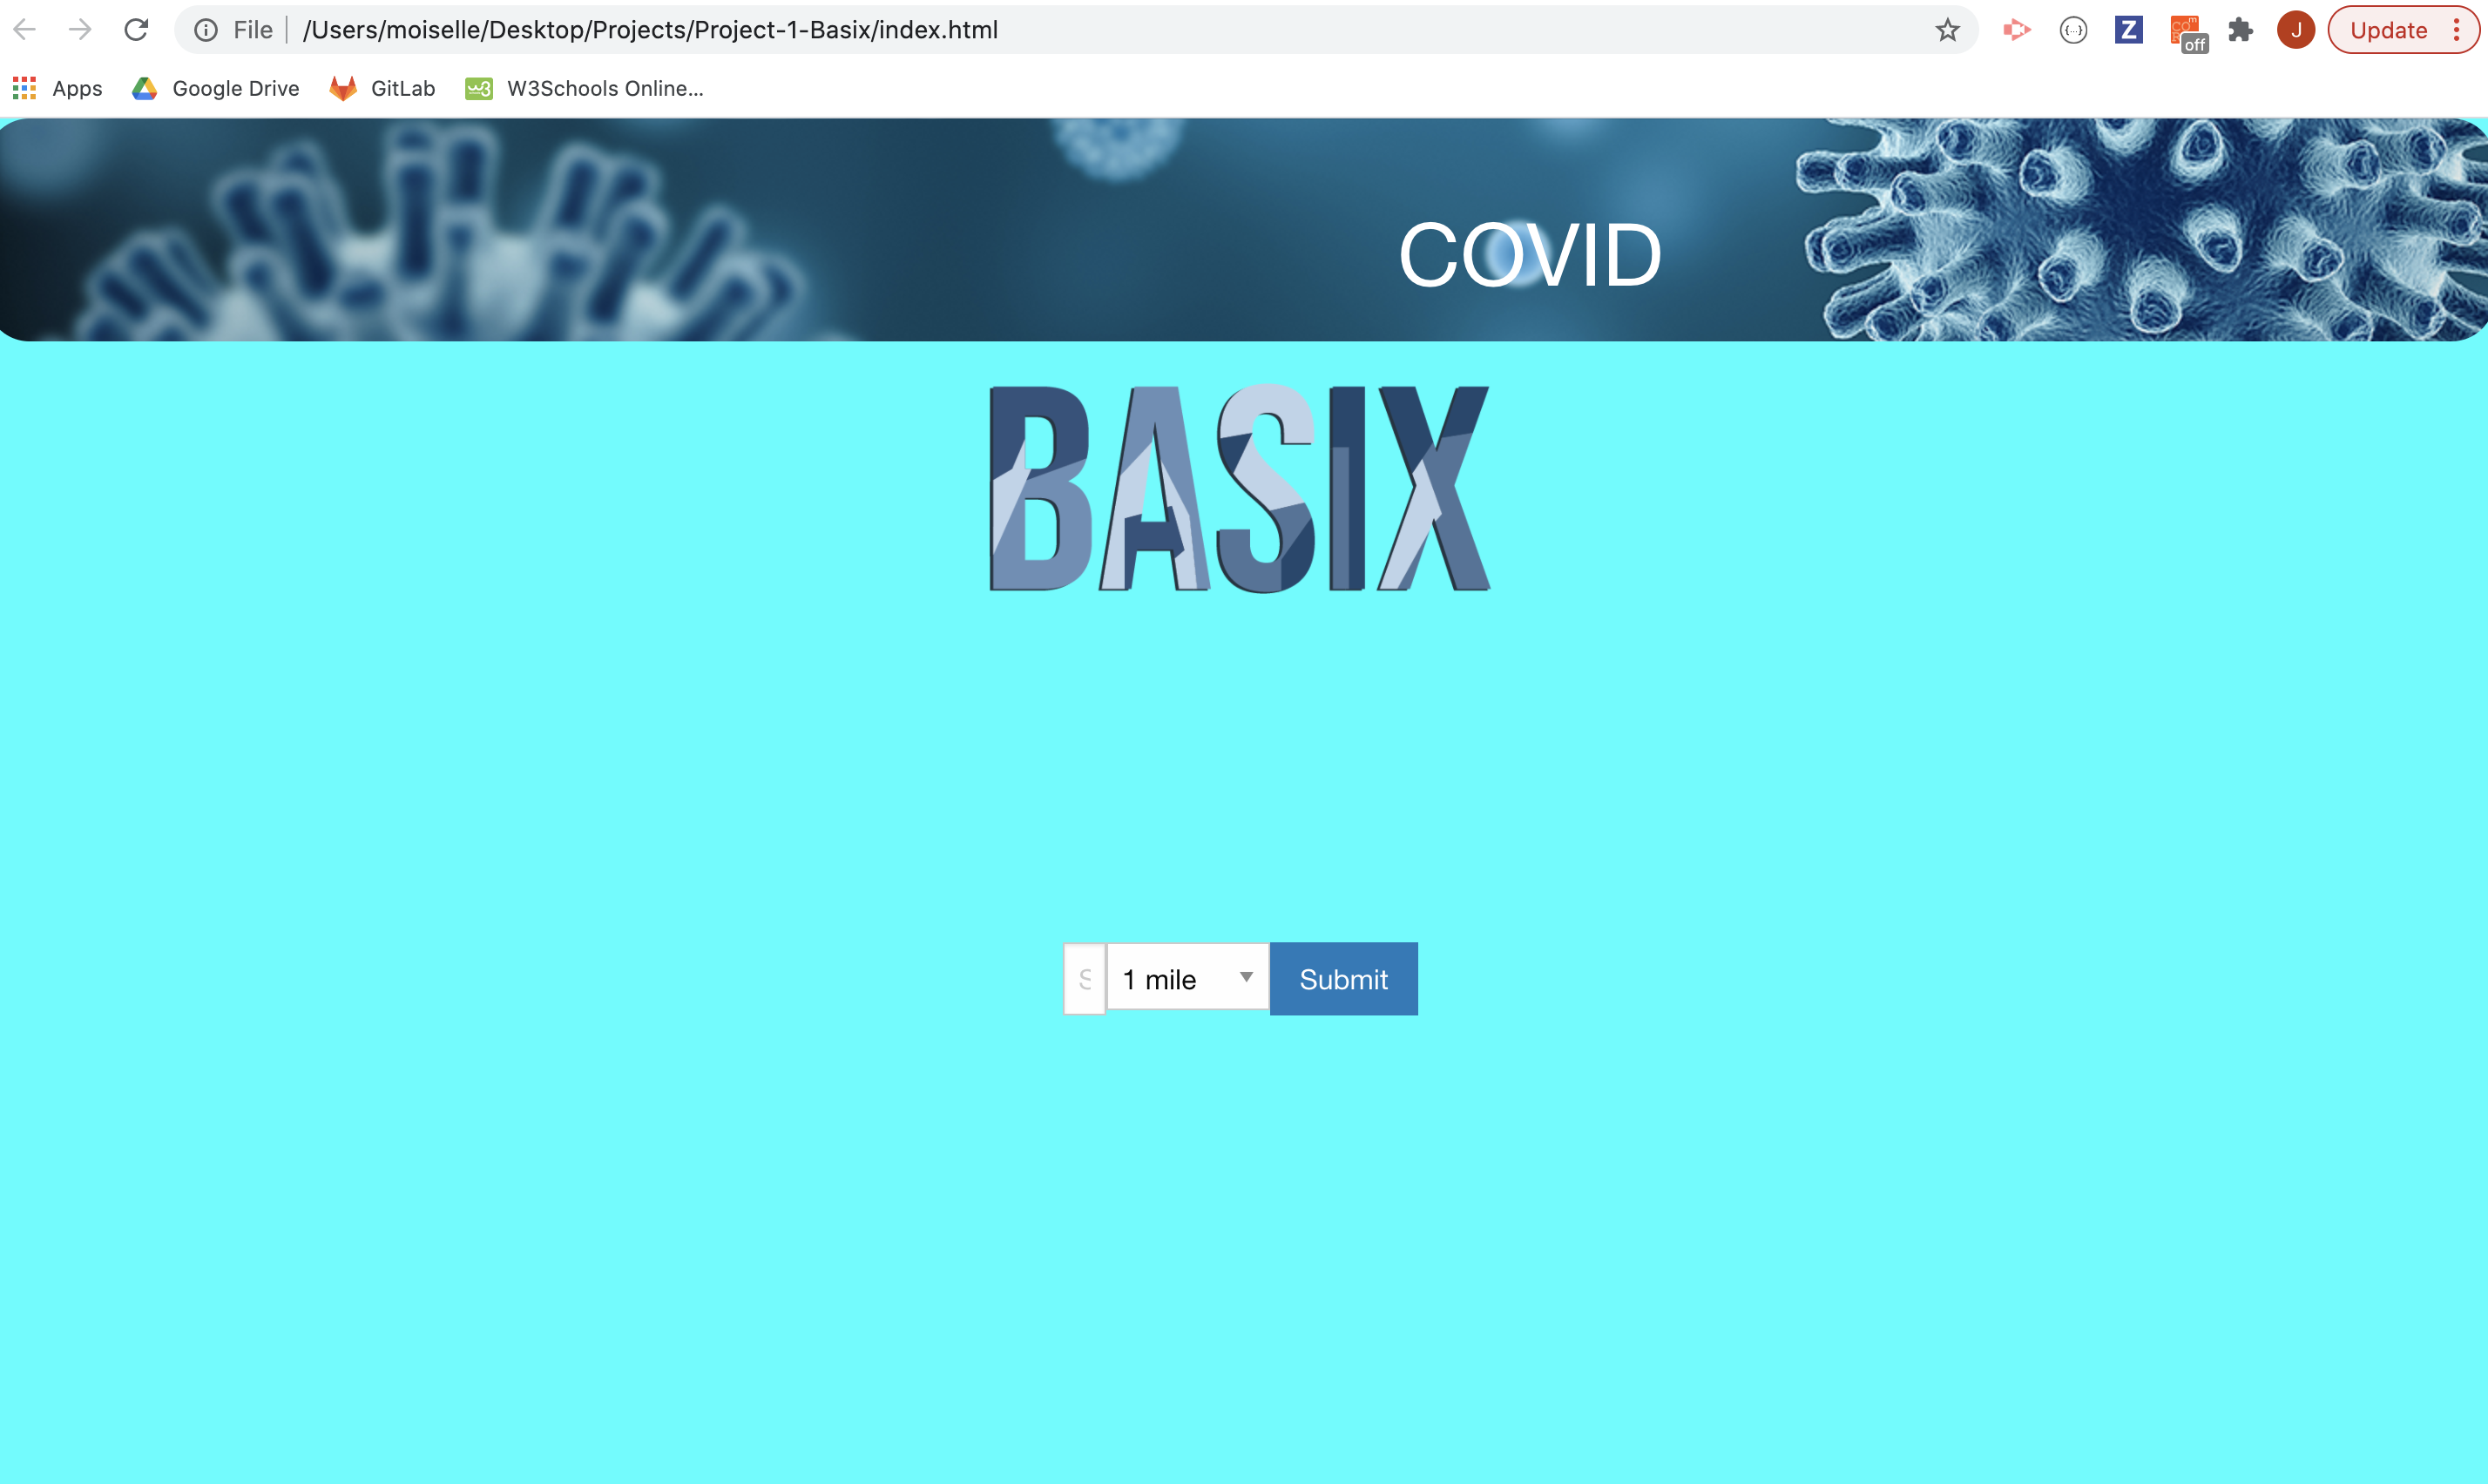 File /Users/moiselle/Desktop/Projects/Project-1-Basix/index.html
Z
off
J
Update
Apps
Google Drive
GitLab
w3
W3Schools Online...
COVID
BASIX
S
1 mile
Submit